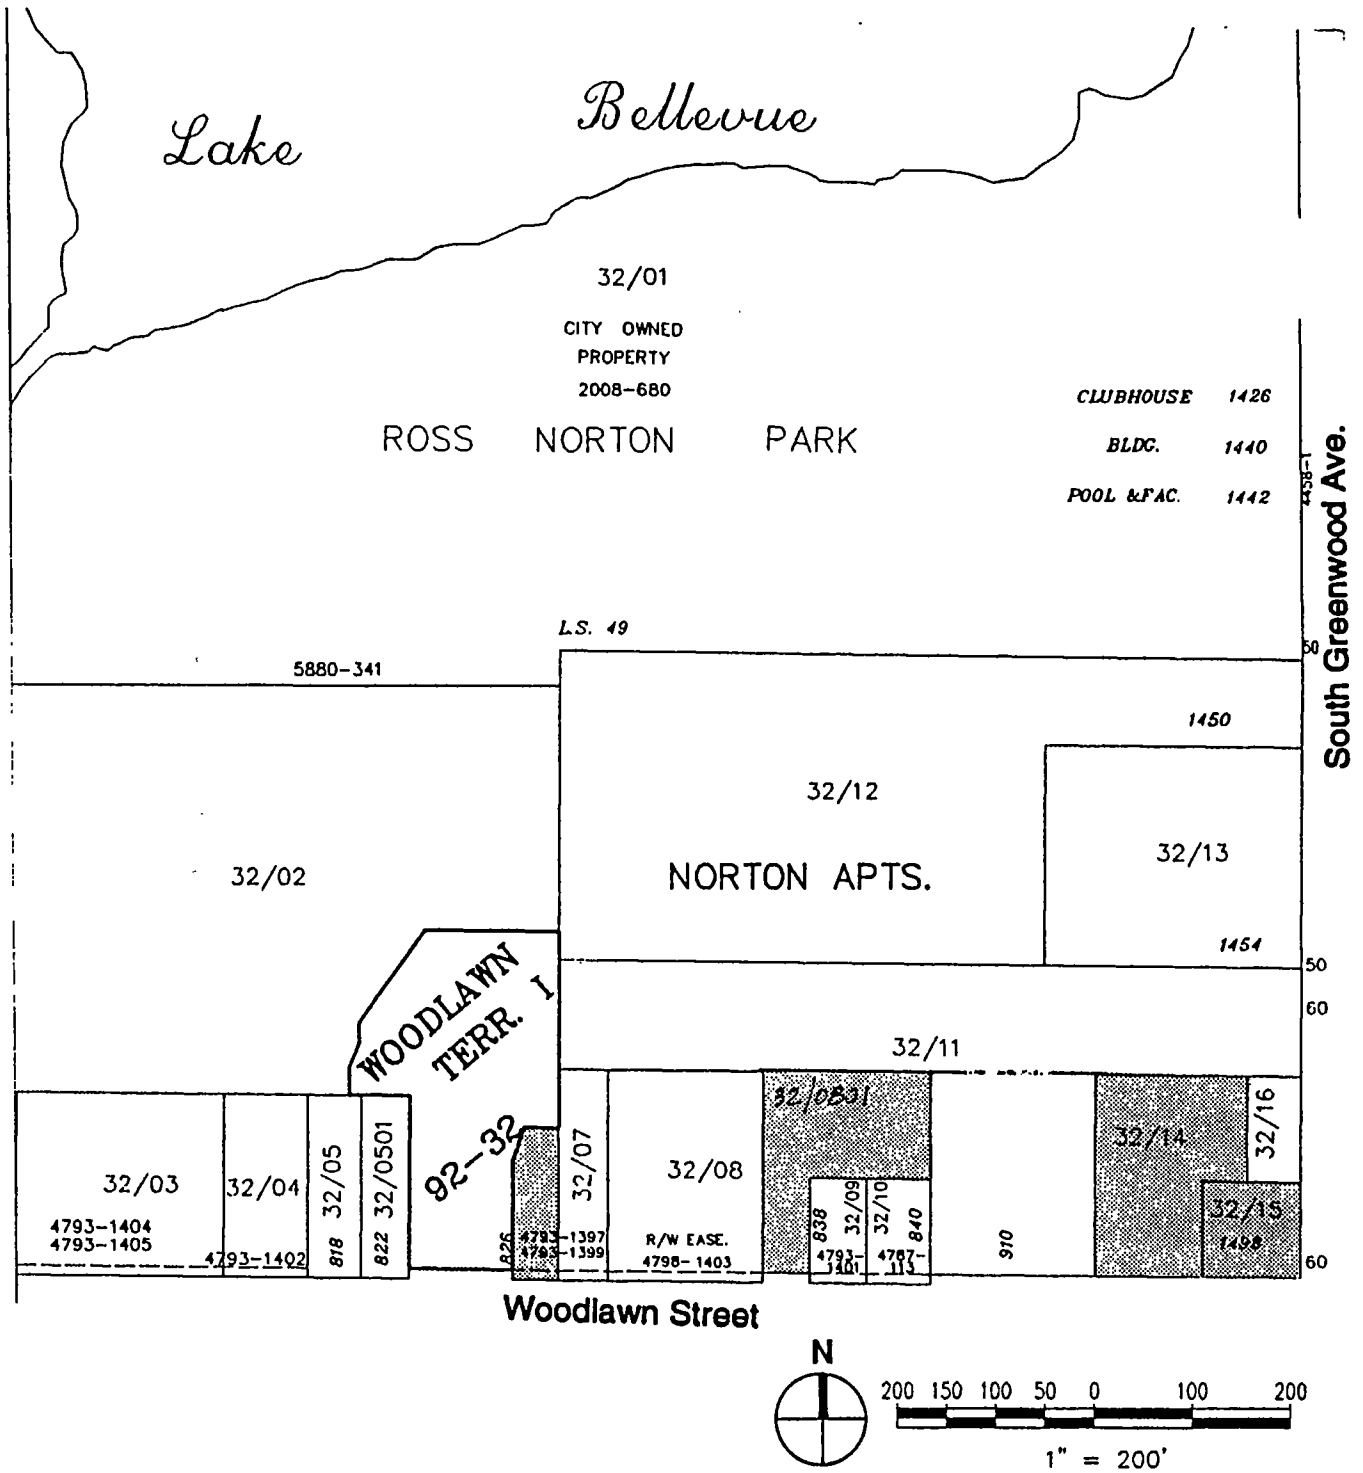 Lake Bellevue
32/01
CITY OWNED
PROPERTY
2008-680
CLUBHOUSE 1426
ROSS NORTON PARK
BLDG. 1440
POOL &FAC. 1442
4458-1
South Greenwood Ave.
L.S. 49
60
5880-341
1450
32/12
32/13
32/02
NORTON APTS.
1454
50
WOODLAWN
TERR. I
60
32/11
92-32
32/0801
32/14
32/16
32/03
32/04
818 32/05
822 32/0501
32/07
32/08
838 32/09
32/10 840
910
32/15
1498
4793-1404
4793-1405
4793-1402
826
4793-1397
4793-1399
R/W EASE.
4798-1403
4793-
1401
4767-
113
60
Woodlawn Street
N
200 150 100 50 0 100 200
1" = 200'